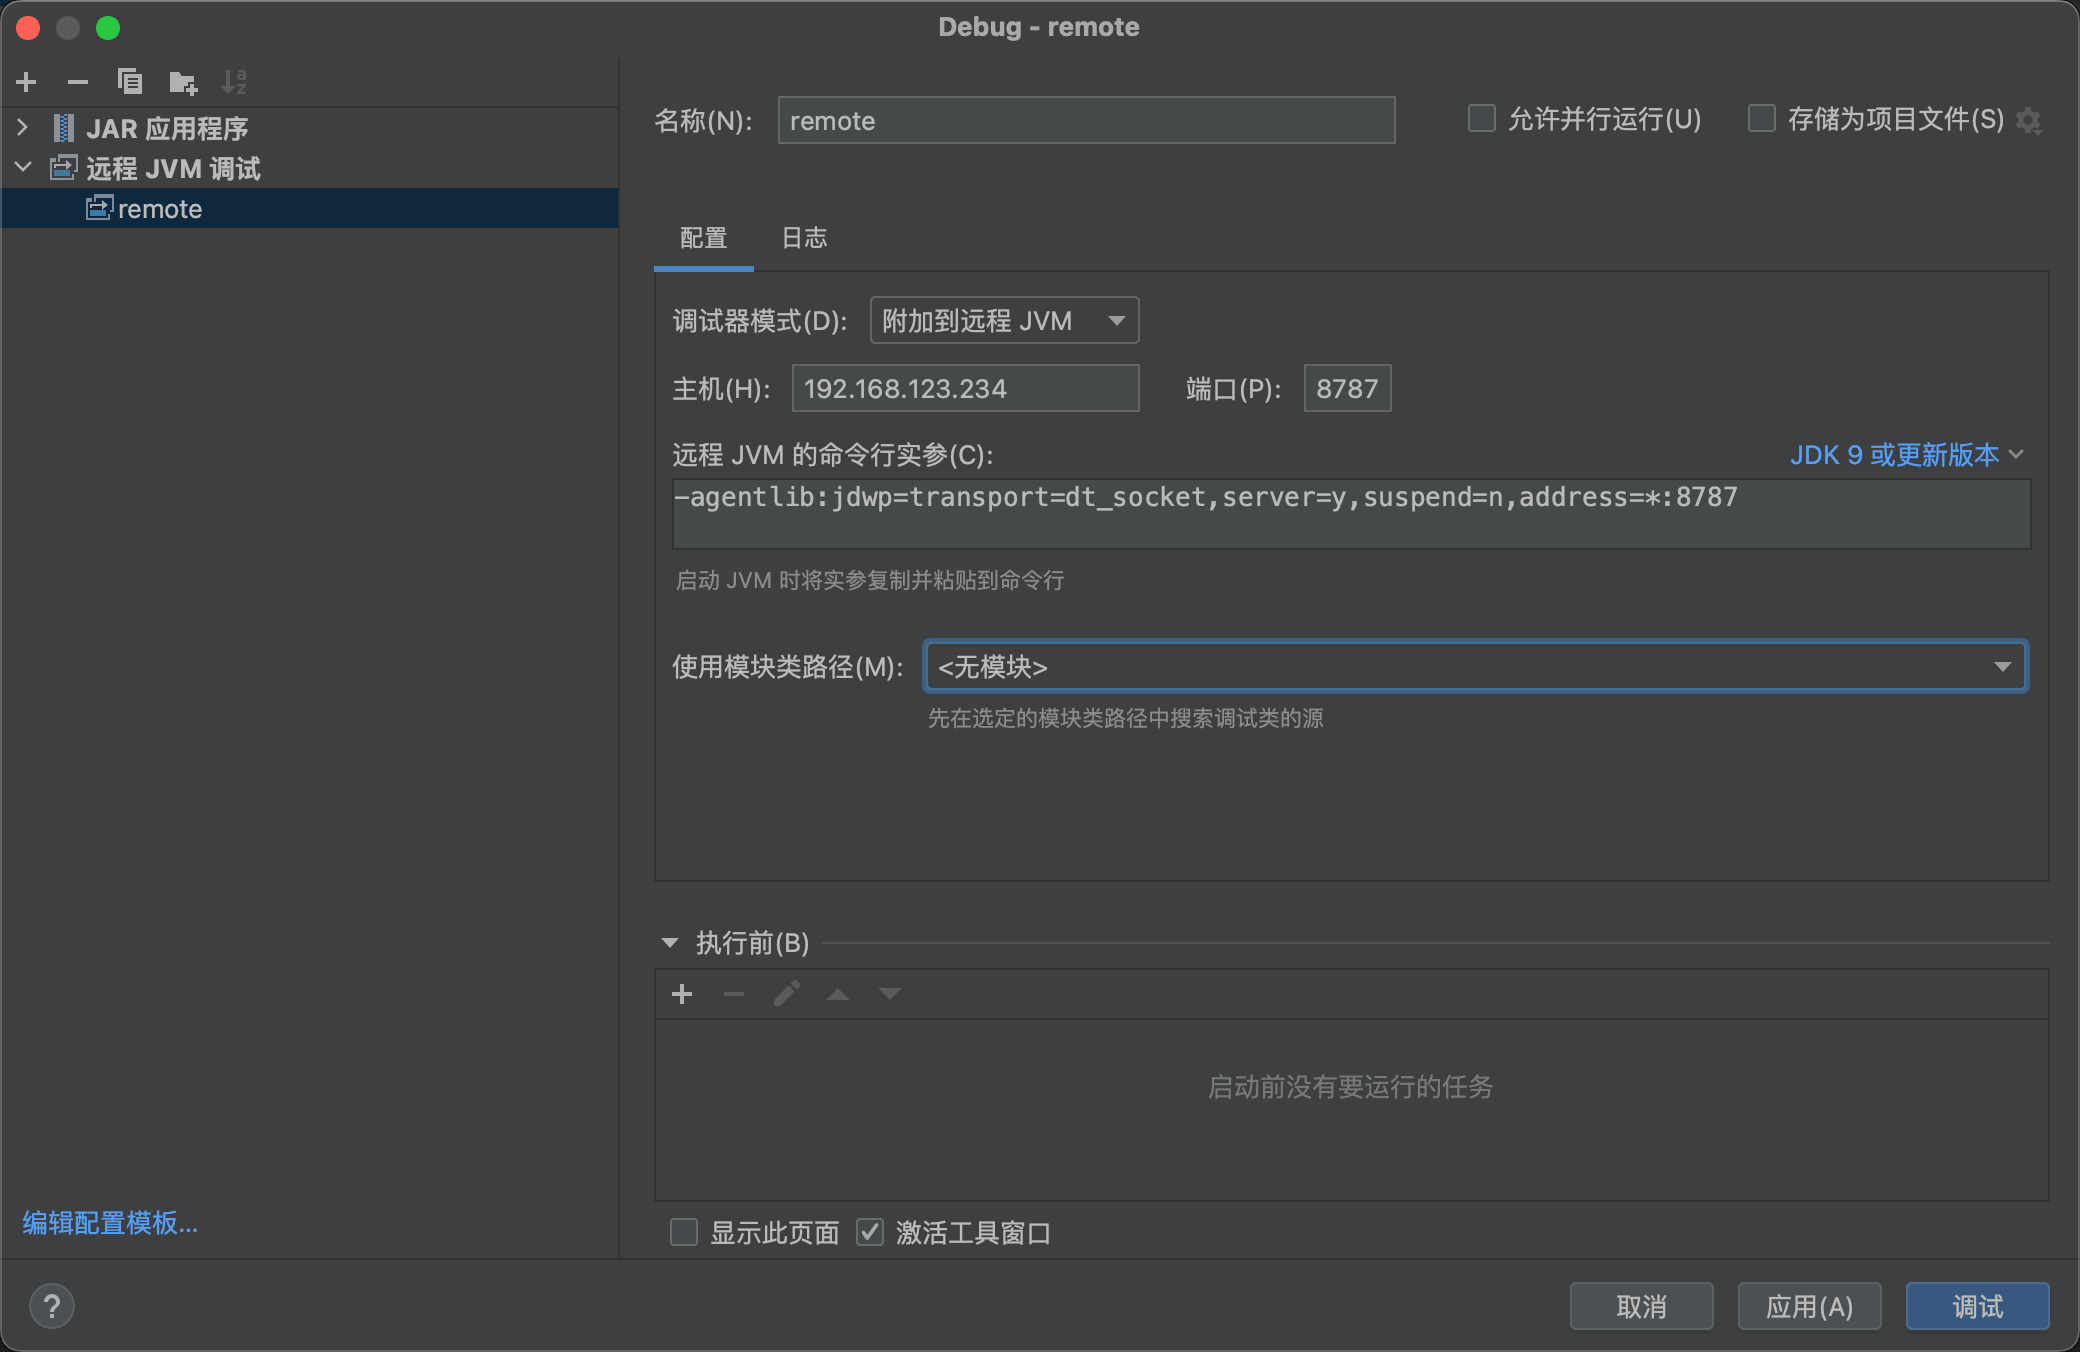 Debug - remote
JAR 应用程序
远程 JVM 调试
remote
编辑配置模板...
名称(N): remote
允许并行运行(U)
存储为项目文件(S)
配置
日志
调试器模式(D): 附加到远程 JVM
主机(H): 192.168.123.234 端口(P): 8787
远程 JVM 的命令行实参(C): JDK 9 或更新版本
-agentlib:jdwp=transport=dt_socket,server=y,suspend=n,address=*:8787
启动 JVM 时将实参复制并粘贴到命令行
使用模块类路径(M): <无模块>
先在选定的模块类路径中搜索调试类的源
执行前(B)
启动前没有要运行的任务
显示此页面 激活工具窗口
? 取消 应用(A) 调试